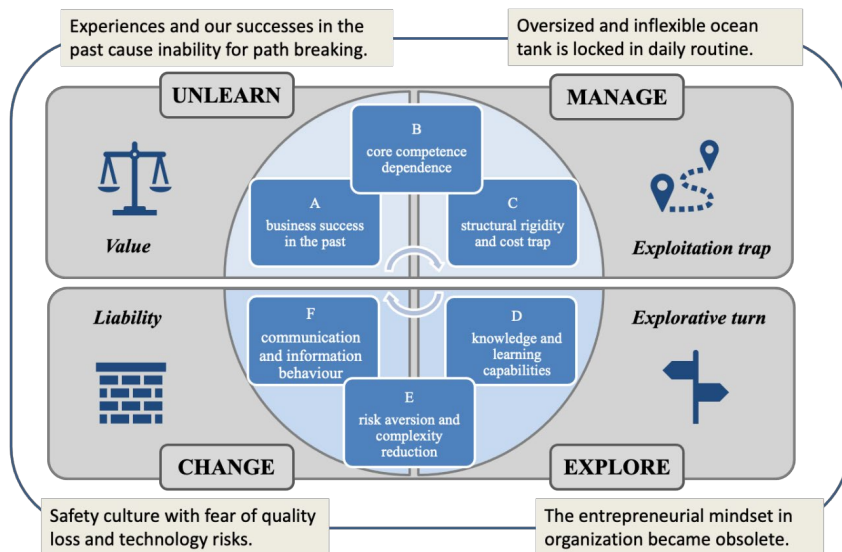 Experiences and our successes in the
past cause inability for path breaking.
Oversized and inflexible ocean
tank is locked in daily routine.
UNLEARN
MANAGE
B
core competence
dependence
A
business success
in the past
C
structural rigidity
and cost trap
Value
Exploitation trap
Liability
Explorative turn
F
communication
and information
behaviour
D
knowledge and
learning
capabilities
E
risk aversion and
complexity
reduction
CHANGE
EXPLORE
Safety culture with fear of quality
loss and technology risks.
The entrepreneurial mindset in
organization became obsolete.